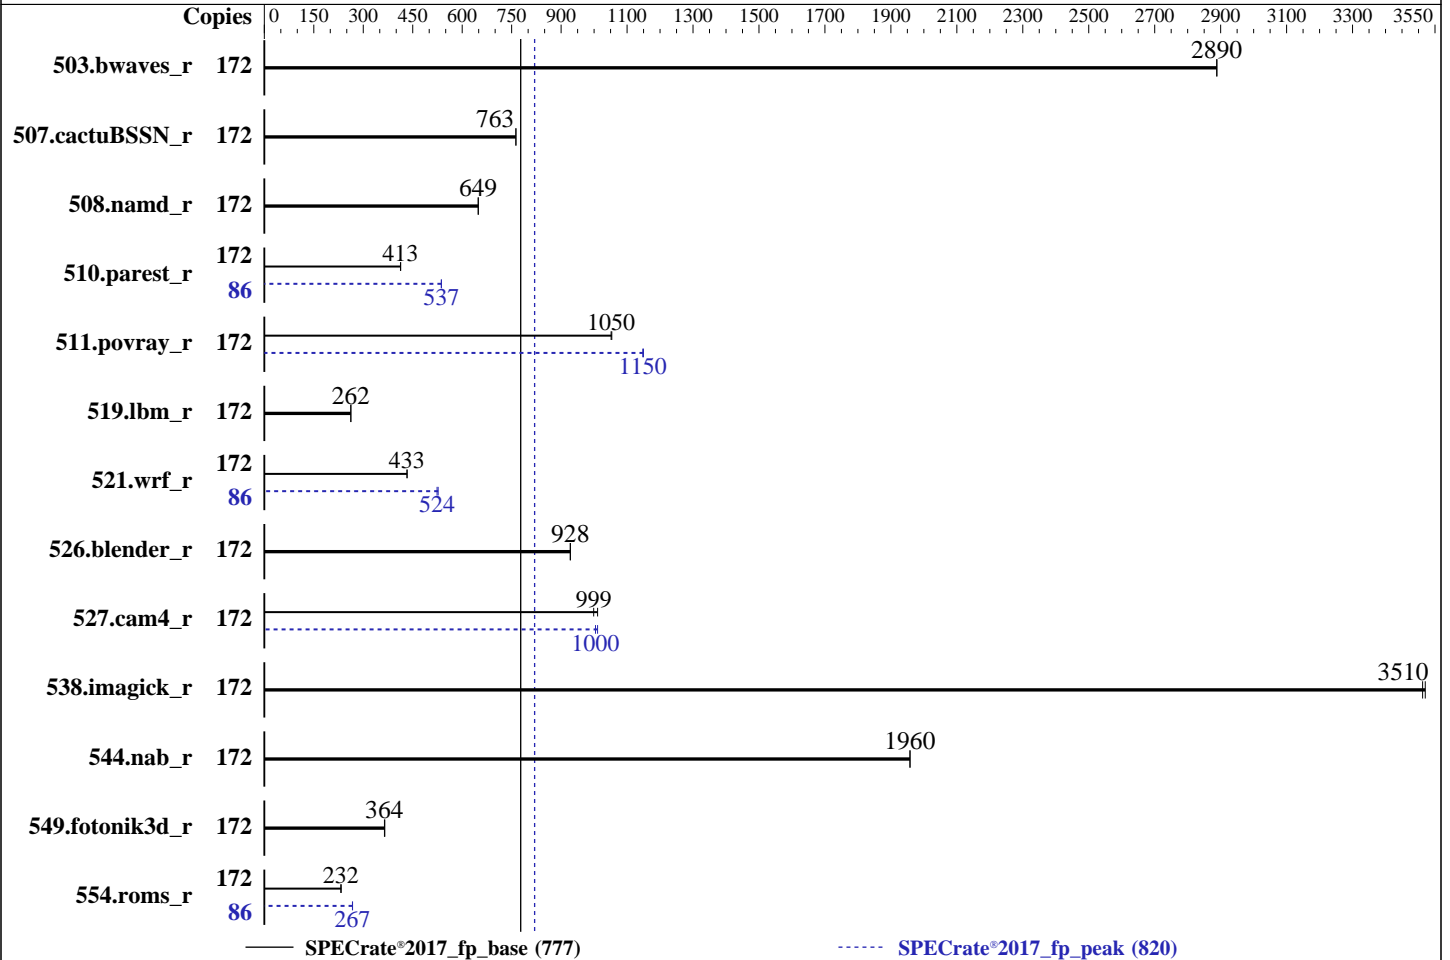 Copies 0 150 300 450 600 750 900 1100 1300 1500 1700 1900 2100 2300 2500 2700 2900 3100 3300 3550
503.bwaves_r 172 2890
507.cactuBSSN_r 172 763
508.namd_r 172 649
172 413
510.parest_r
86 537
1050
511.povray_r 172
1150
519.lbm_r 172 262
172 433
521.wrf_r
86 524
526.blender_r 172 928
999
527.cam4_r 172
1000
538.imagick_r 172 3510
544.nab_r 172 1960
549.fotonik3d_r 172 364
172 232
554.roms_r
86 267
SPECrate®2017_fp_base (777) SPECrate®2017_fp_peak (820)